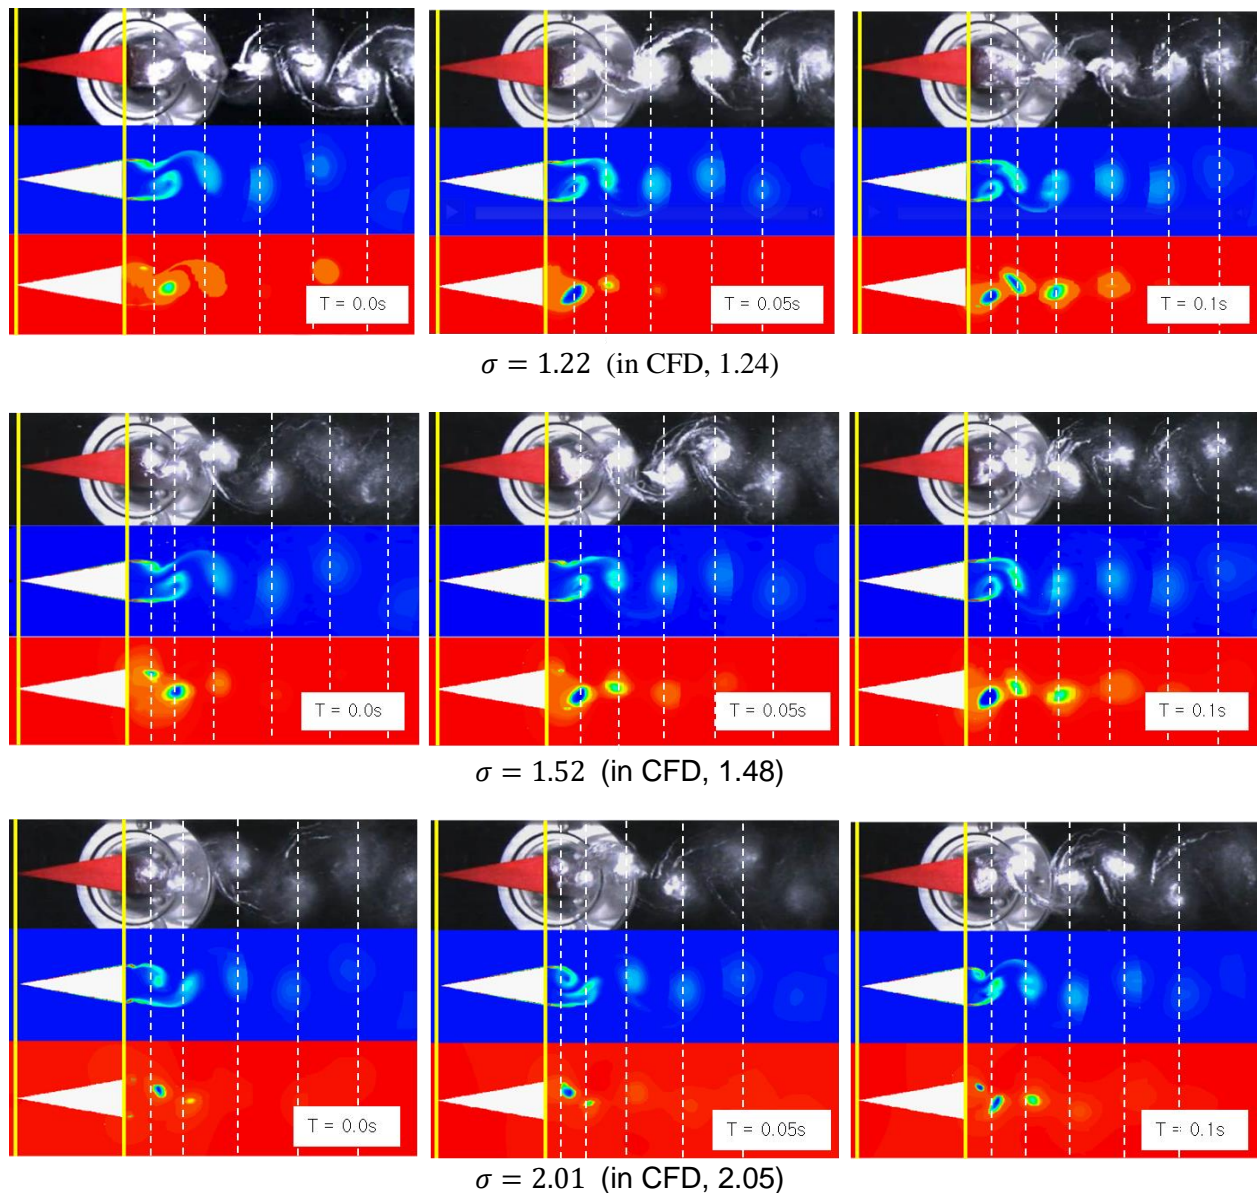 T = 0.0s
T = 0.05s
T = 0.1s
σ = 1.22 (in CFD, 1.24)
T = 0.0s
T = 0.05s
T = 0.1s
σ = 1.52 (in CFD, 1.48)
T = 0.0s
T = 0.05s
T = 0.1s
σ = 2.01 (in CFD, 2.05)